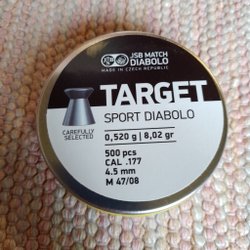 JSB MATCH
DIABOLO
MADE IN CZECH REPUBLIC
TARGET
SPORT DIABOLO
CAREFULLY
SELECTED
0,520 g | 8,02 gr
500 pcs
CAL .177
4.5 mm
M 47/08